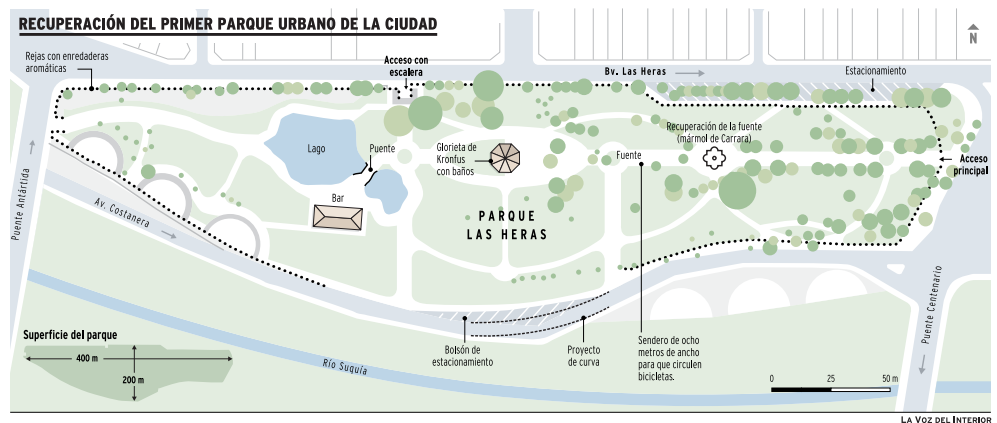 RECUPERACIÓN DEL PRIMER PARQUE URBANO DE LA CIUDAD
N
Rejas con enredaderas
aromáticas
Acceso con
escalera
Bv. Las Heras
Estacionamiento
Recuperación de la fuente
(mármol de Carrara)
Lago
Puente
Glorieta de
Kronfus
con baños
Fuente
Acceso
principal
Puente Antártida
Av. Costanera
Bar
PARQUE
LAS HERAS
Puente Centenario
Superficie del parque
400 m
200 m
Río Suquía
Bolsón de
estacionamiento
Proyecto
de curva
Sendero de ocho
metros de ancho
para que circulen
bicicletas.
0 25 50 m
LA VOZ DEL INTERIOR